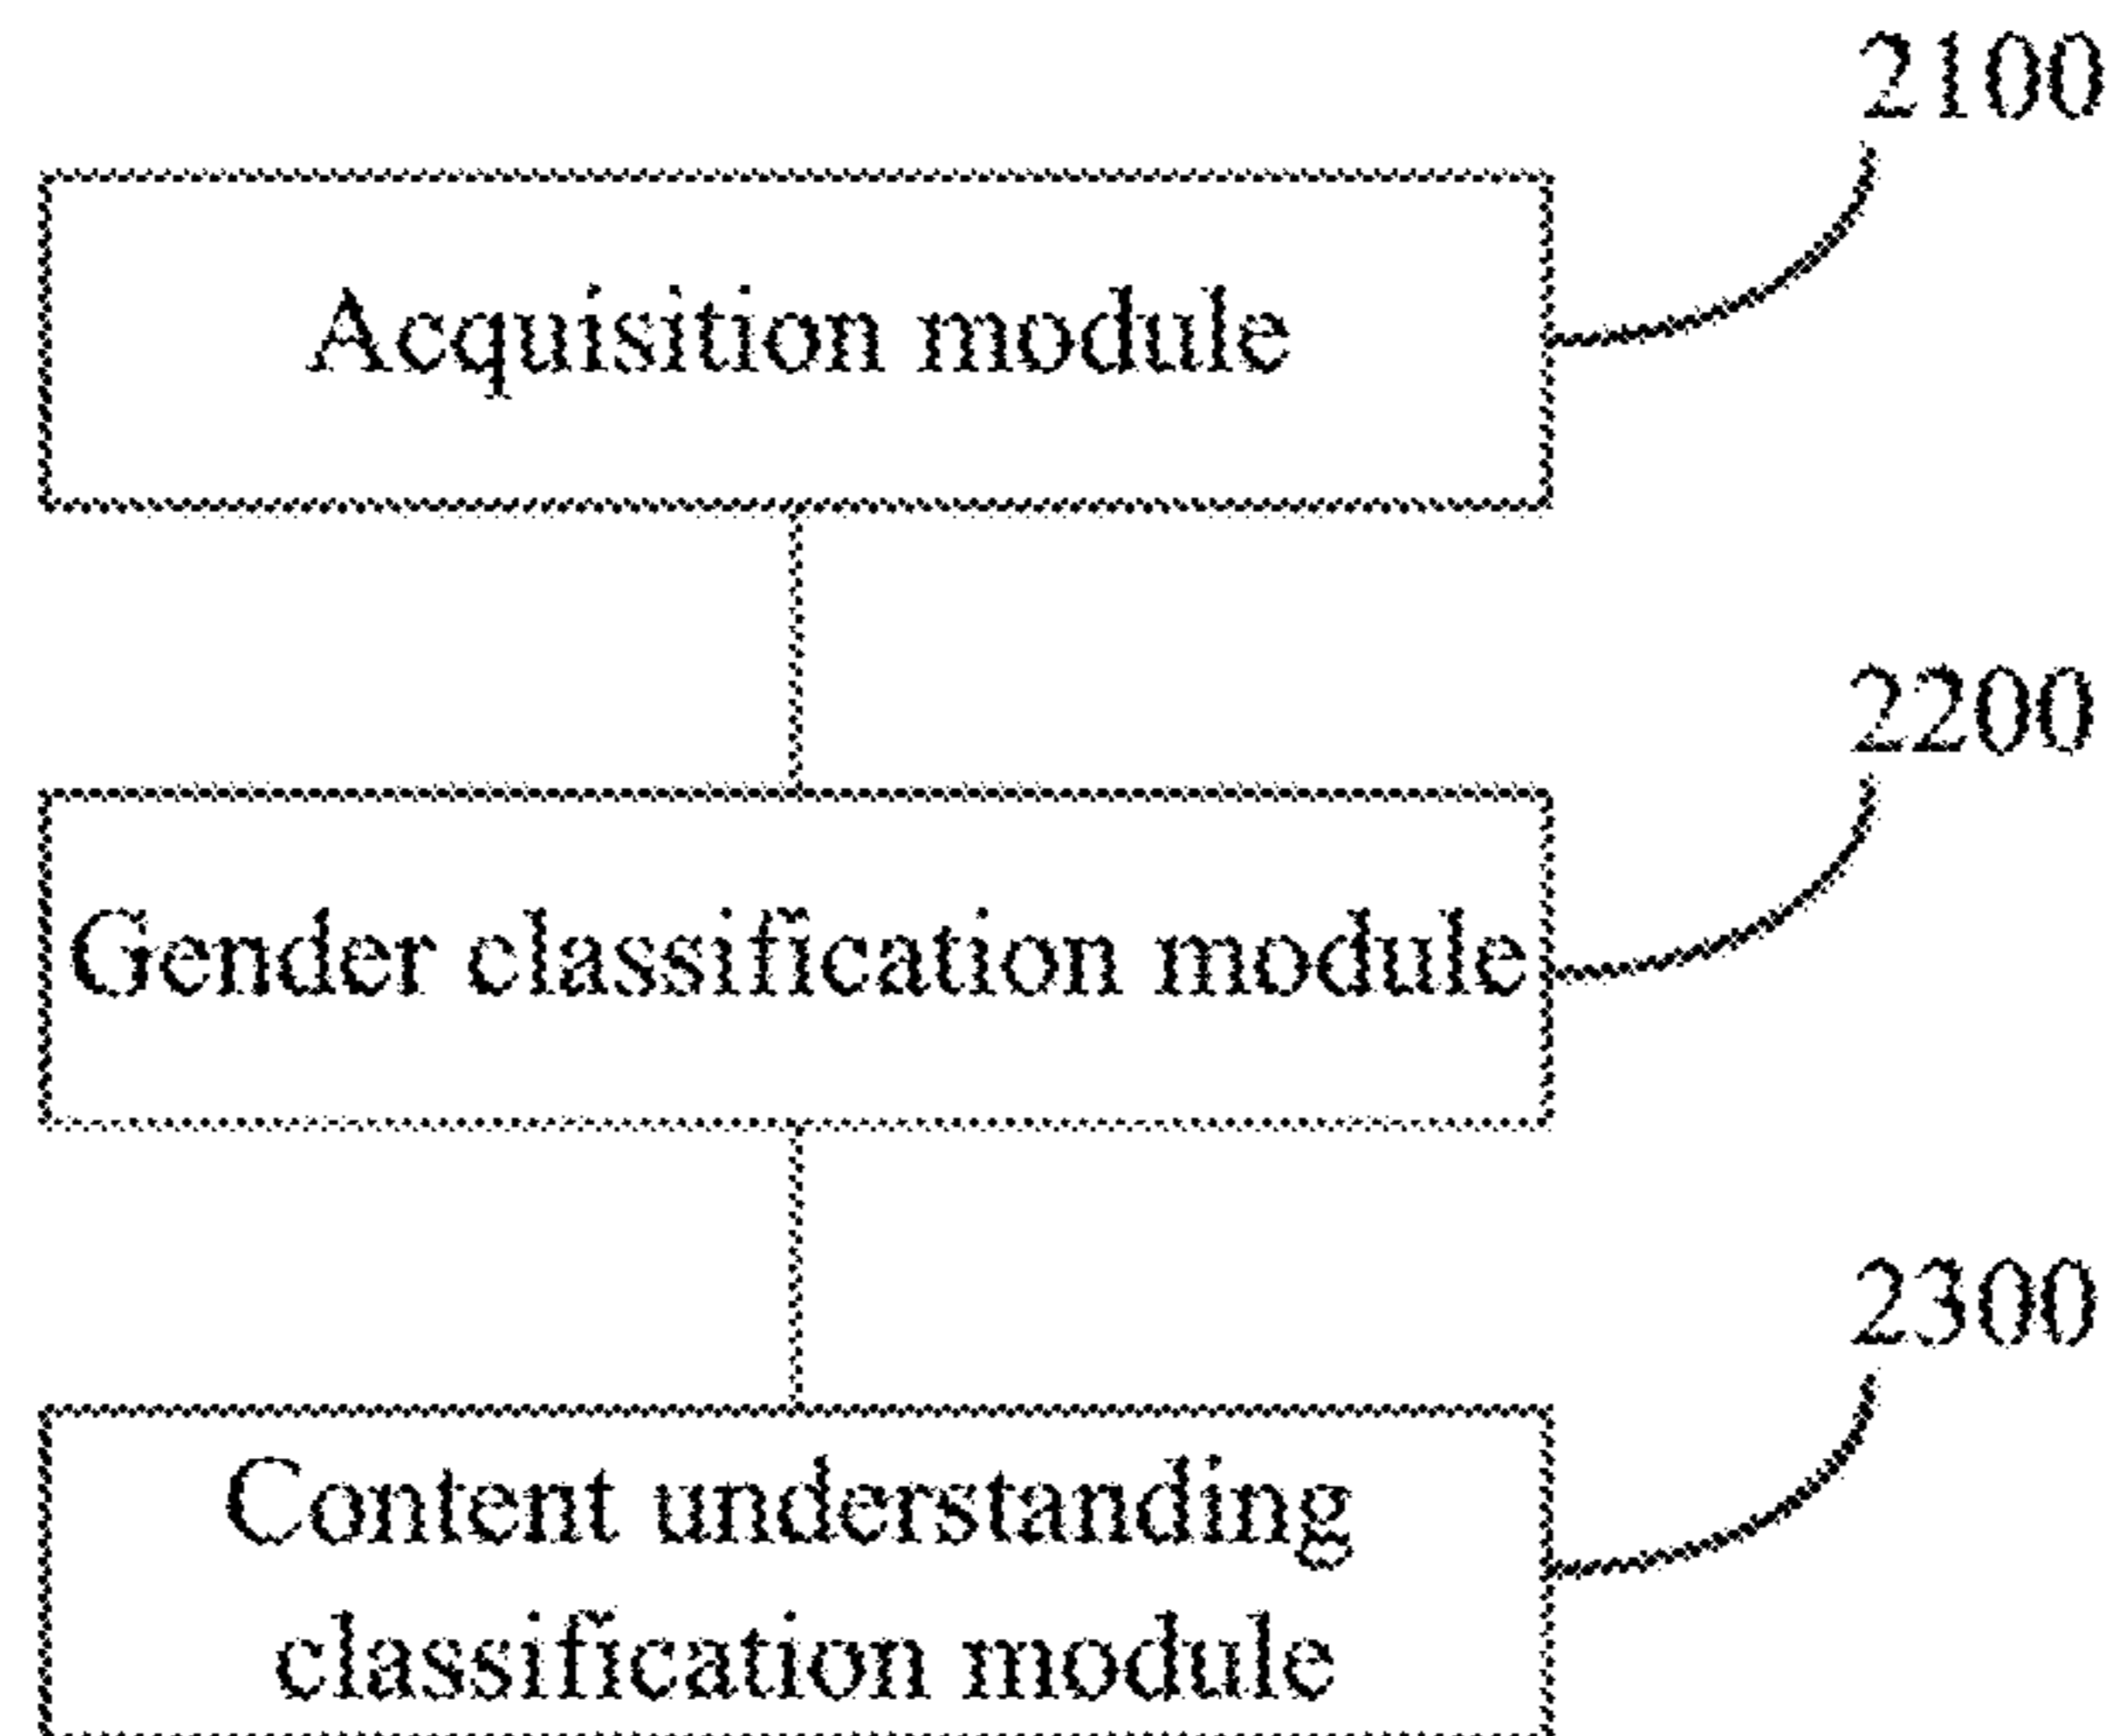 2100
Acquisition module
2200
Gender classification module
2300
Content understanding
classification module